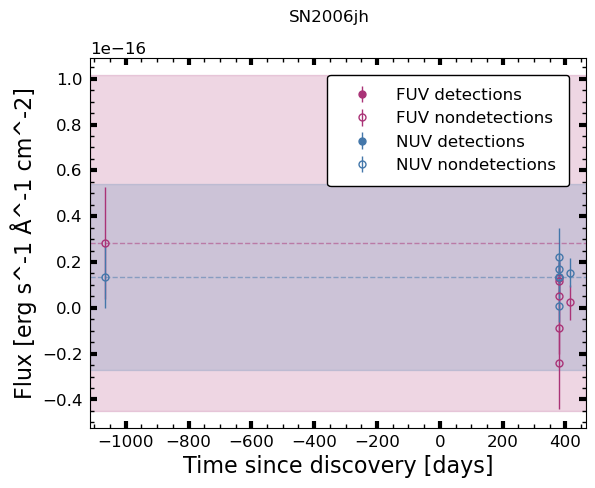 SN2006jh
1e−16
1.0
0.8
0.6
0.4
0.2
0.0
−0.2
−0.4
Flux [erg s^-1 Å^-1 cm^-2]
FUV detections
FUV nondetections
NUV detections
NUV nondetections
−1000 −800 −600 −400 −200 0 200 400
Time since discovery [days]